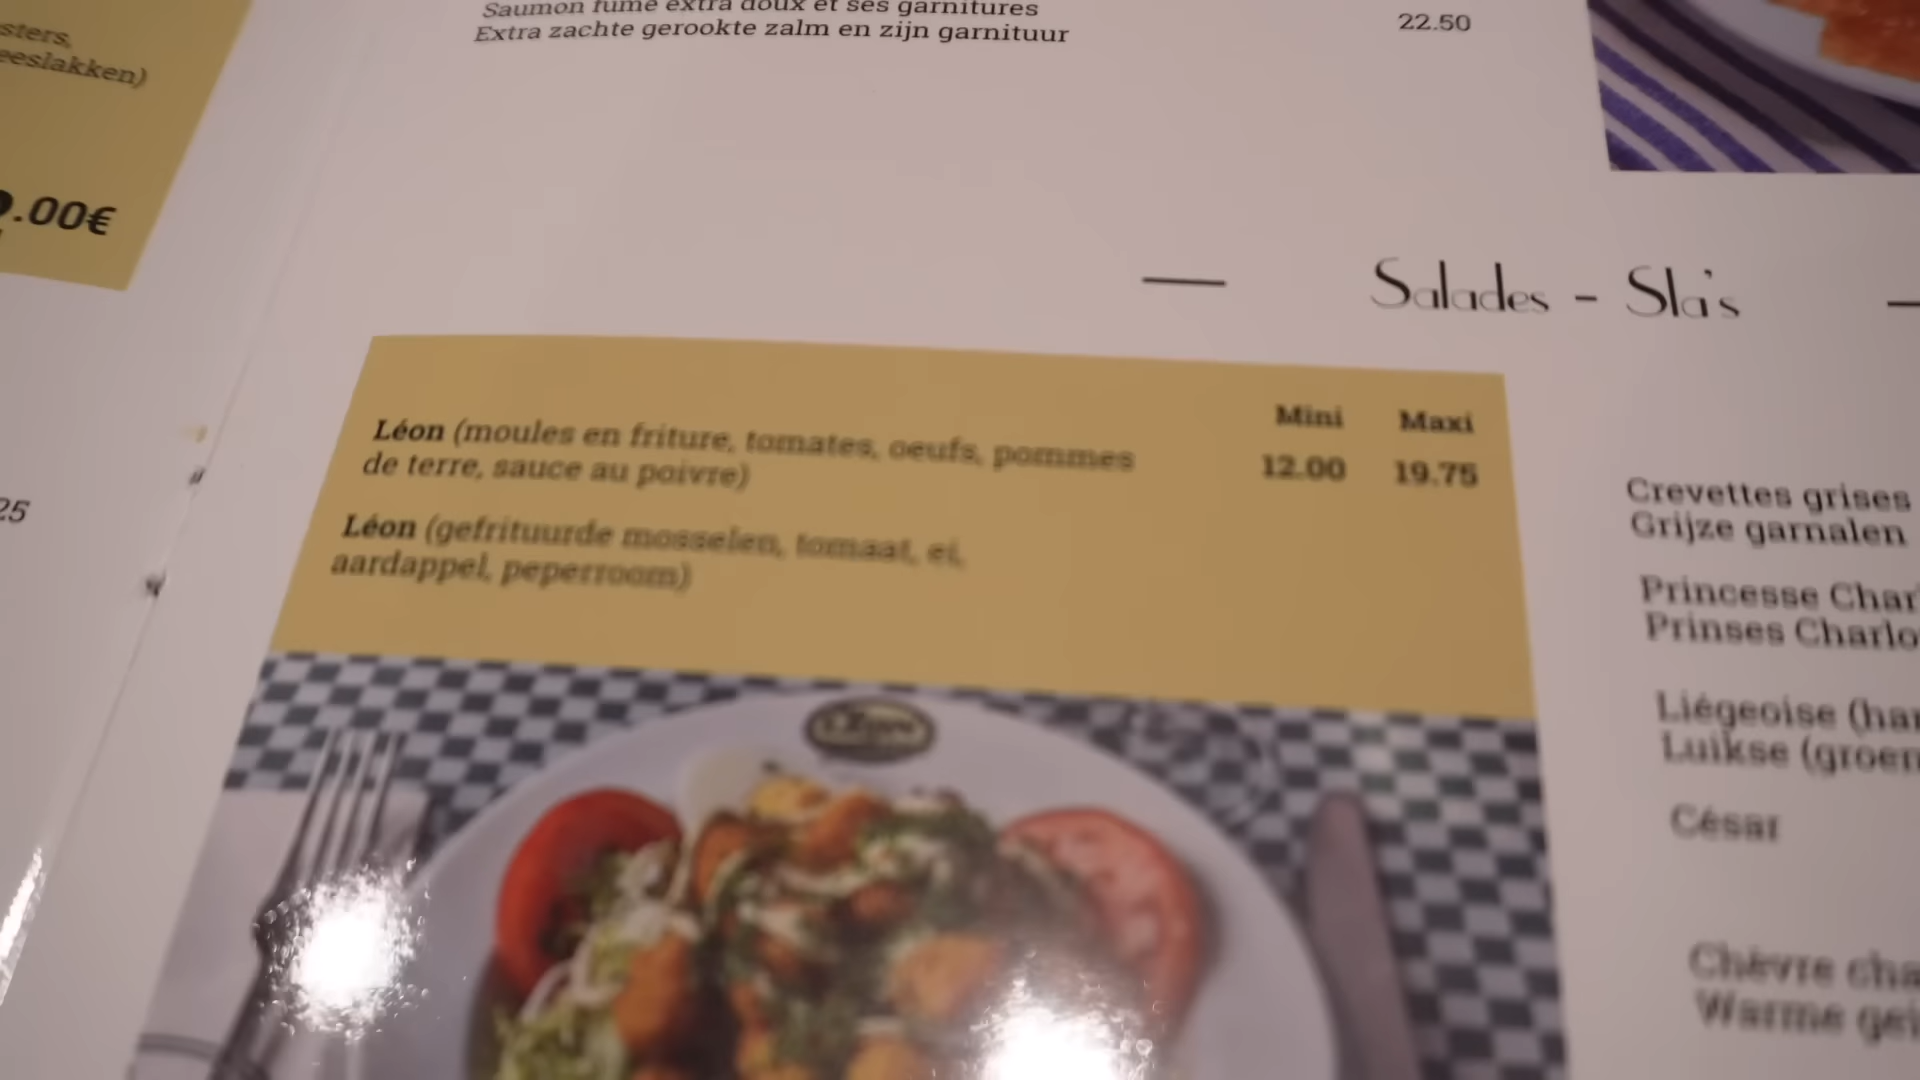 sters,
eeslakken)
.00€
25
Saumon fumé extra doux et ses garnitures
Extra zachte gerookte zalm en zijn garnituur
22.50
Salades - Sla's
Mini Maxi
Léon (moules en friture, tomates, oeufs, pommes
12.00 19.75
de terre, sauce au poivre)
Léon (gefrituurde mosselen, tomaat, ei,
aardappel, peperroom)
Crevettes grises
Grijze garnalen
Princesse Char
Prinses Charlo
Liégeoise (har
Luikse (groen
César
Chèvre cha
Warme gei